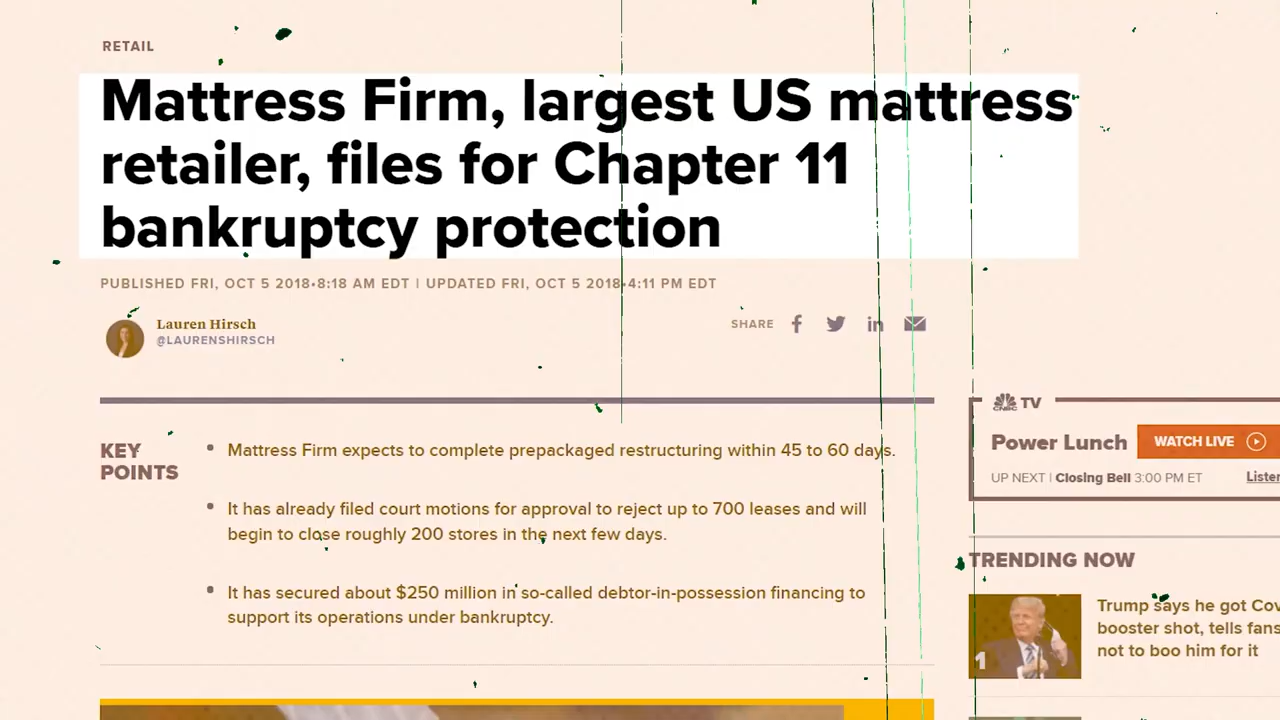 RETAIL
Mattress Firm, largest US mattress
retailer, files for Chapter 11
bankruptcy protection
PUBLISHED FRI, OCT 5 2018•8:18 AM EDT | UPDATED FRI, OCT 5 2018•4:11 PM EDT
Lauren Hirsch
@LAURENSHIRSCH
SHARE
KEY
POINTS
Mattress Firm expects to complete prepackaged restructuring within 45 to 60 days.
It has already filed court motions for approval to reject up to 700 leases and will
begin to close roughly 200 stores in the next few days.
It has secured about $250 million in so-called debtor-in-possession financing to
support its operations under bankruptcy.
CNBC TV
Power Lunch
WATCH LIVE
UP NEXT | Closing Bell 3:00 PM ET
Listen
TRENDING NOW
1
Trump says he got Cov
booster shot, tells fans
not to boo him for it